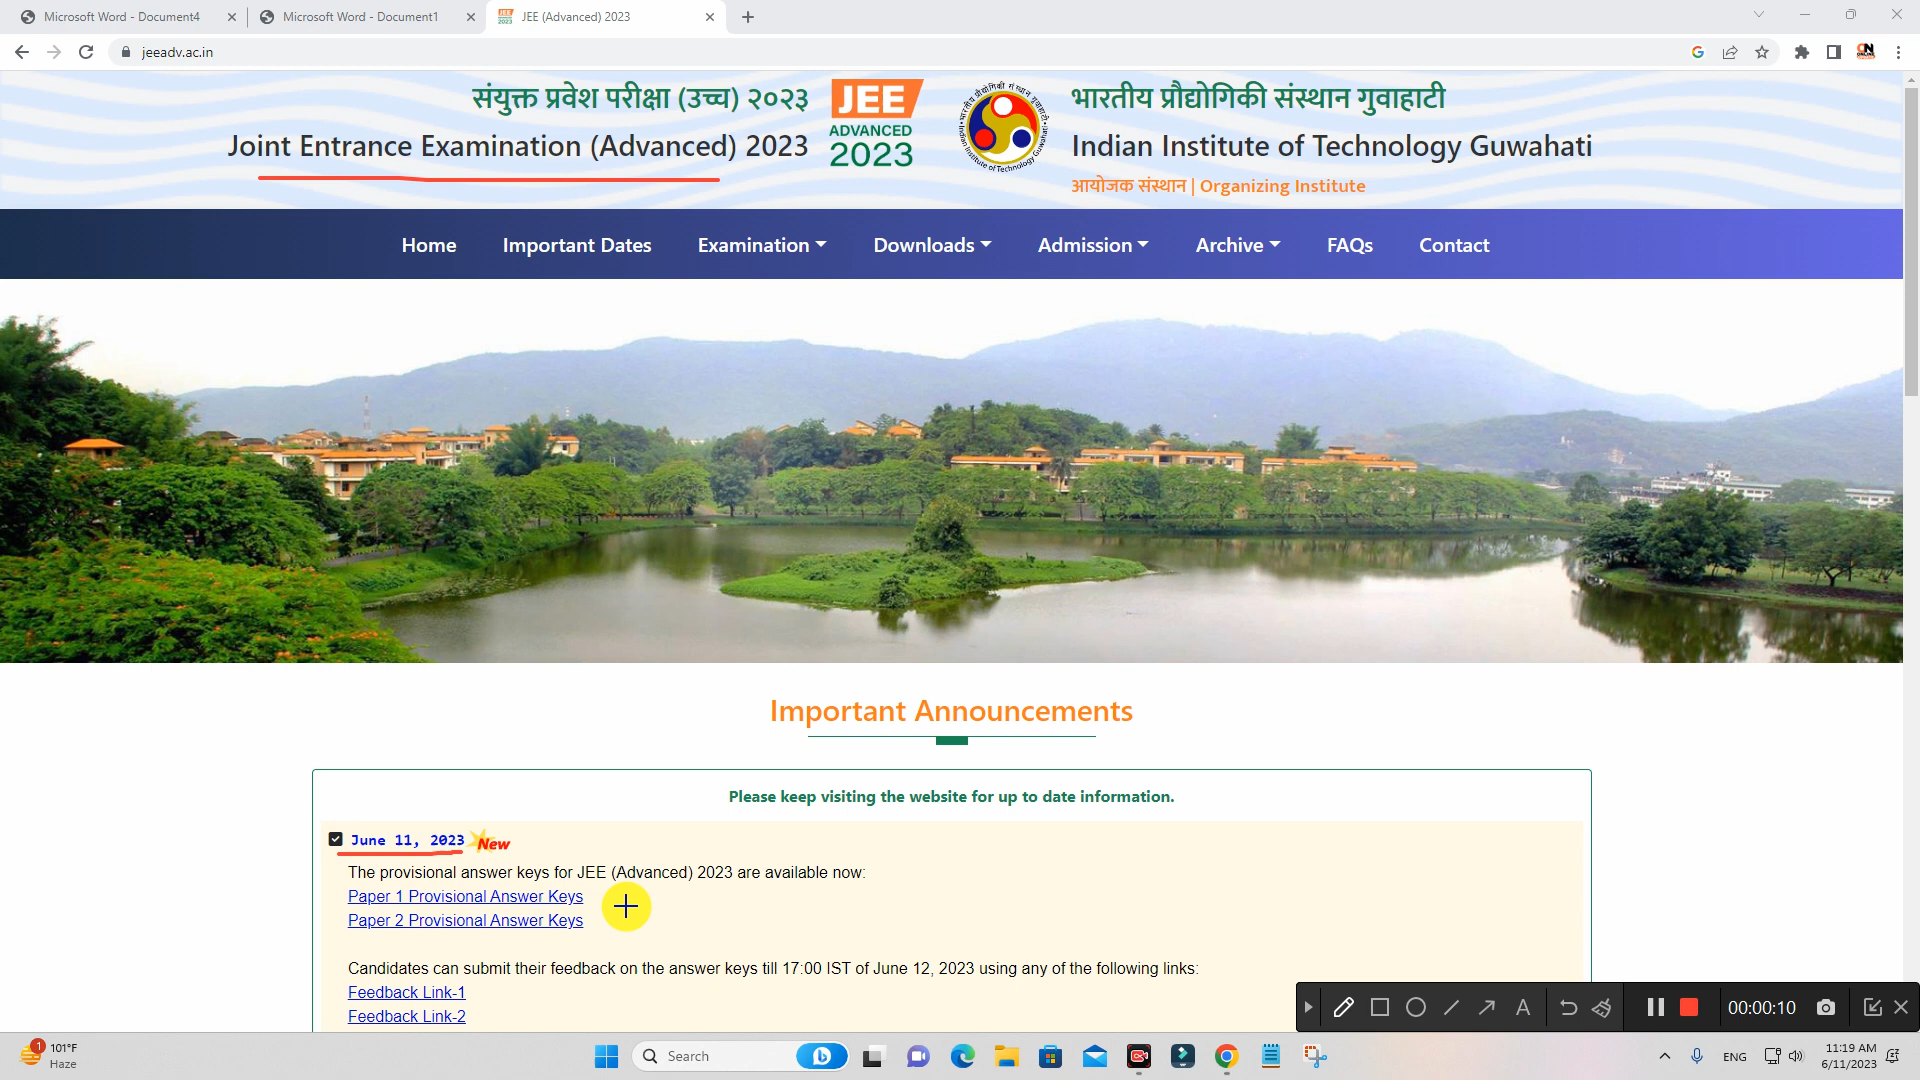 Microsoft Word - Document4
Microsoft Word - Document1
JEE (Advanced) 2023
jeeadv.ac.in
संयुक्त प्रवेश परीक्षा (उच्च) २०२३
Joint Entrance Examination (Advanced) 2023
JEE
ADVANCED
2023
भारतीय प्रौद्योगिकी संस्थान गुवाहाटी
Indian Institute of Technology Guwahati
आयोजक संस्थान | Organizing Institute
Home
Important Dates
Examination
Downloads
Admission
Archive
FAQs
Contact
Important Announcements
Please keep visiting the website for up to date information.
June 11, 2023 New
The provisional answer keys for JEE (Advanced) 2023 are available now:
Paper 1 Provisional Answer Keys
Paper 2 Provisional Answer Keys
Candidates can submit their feedback on the answer keys till 17:00 IST of June 12, 2023 using any of the following links:
Feedback Link-1
Feedback Link-2
A
00:00:10
1
101°F
Haze
Search
ENG
11:19 AM
6/11/2023